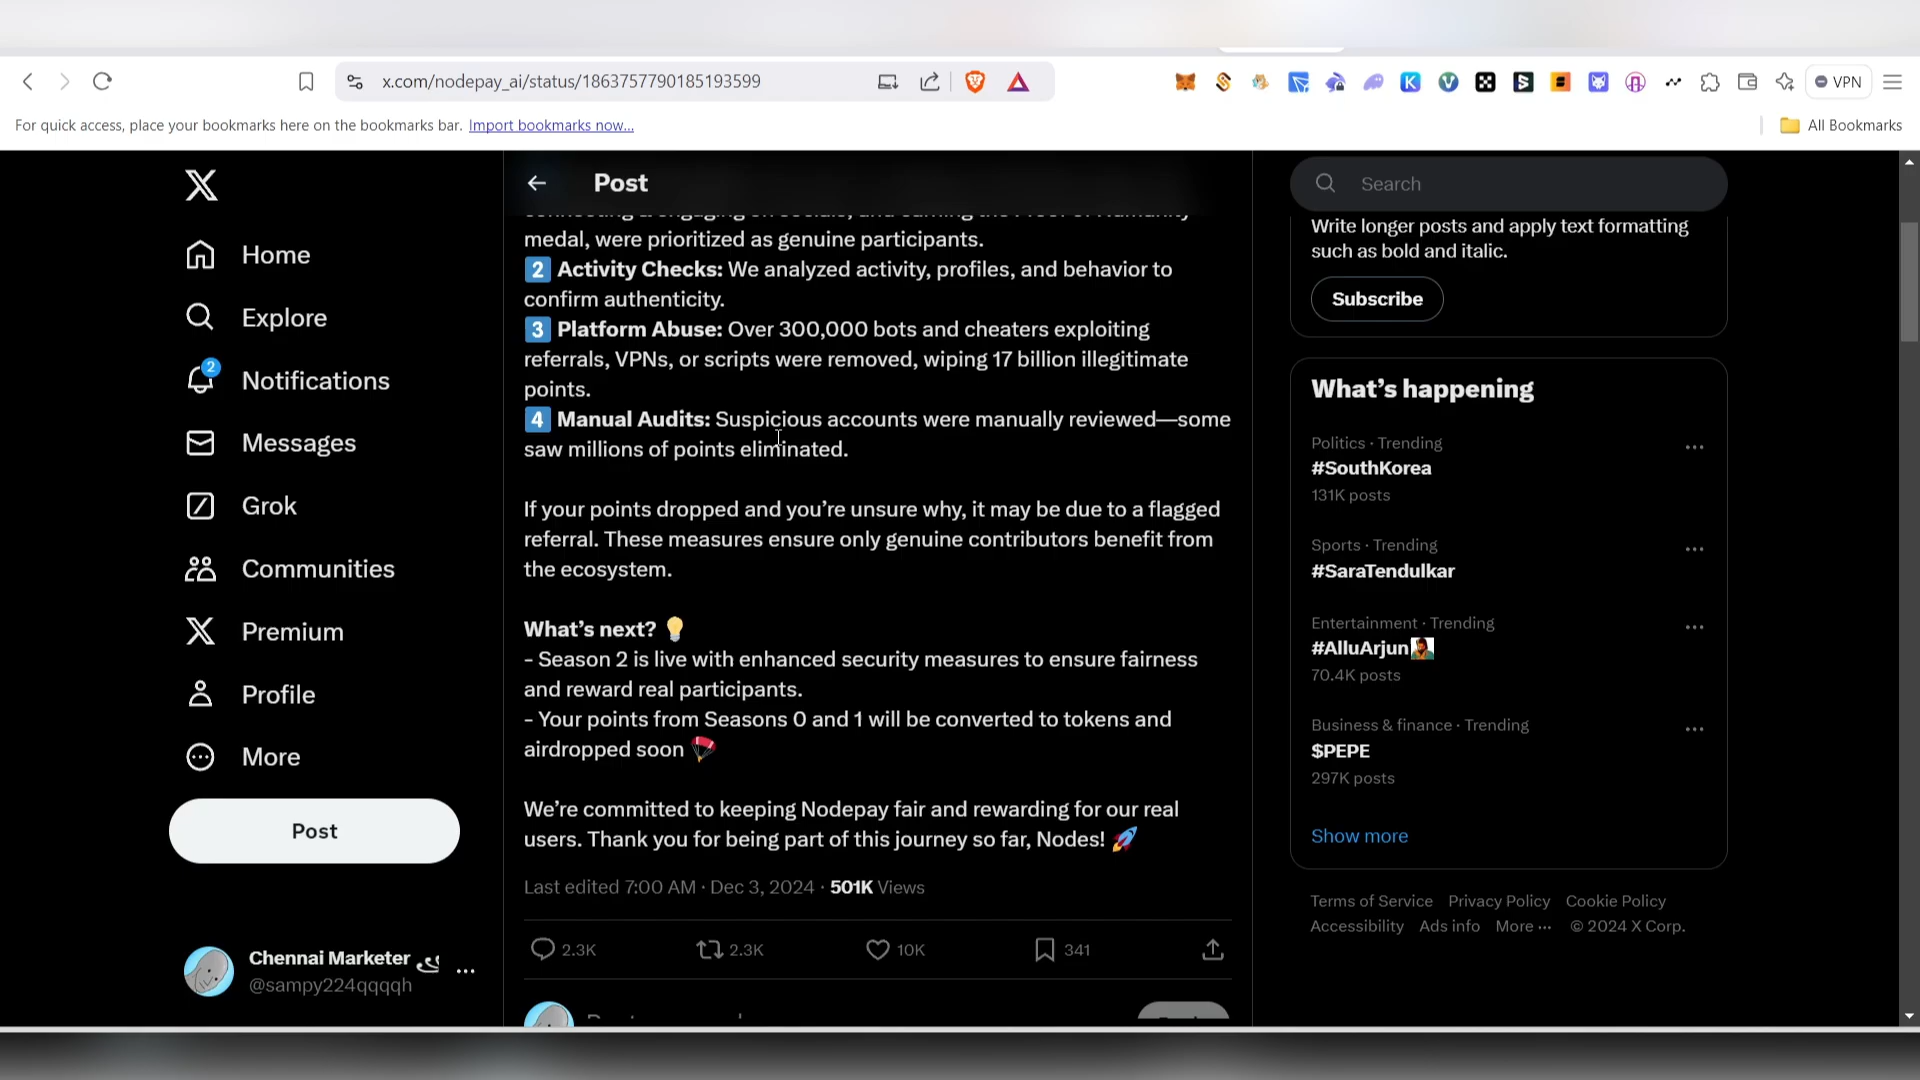 x.com/nodepay_ai/status/1863757790185193599
VPN
For quick access, place your bookmarks here on the bookmarks bar. Import bookmarks now...
All Bookmarks
Home
Explore
2
Notifications
Messages
Grok
Communities
Premium
Profile
More
Post
Chennai Marketer
@sampy224qqqqh
Post
connecting & engaging on socials, and earning the Proof of Humanity
medal, were prioritized as genuine participants.
2 Activity Checks: We analyzed activity, profiles, and behavior to
confirm authenticity.
3 Platform Abuse: Over 300,000 bots and cheaters exploiting
referrals, VPNs, or scripts were removed, wiping 17 billion illegitimate
points.
4 Manual Audits: Suspicious accounts were manually reviewed—some
saw millions of points eliminated.
If your points dropped and you’re unsure why, it may be due to a flagged
referral. These measures ensure only genuine contributors benefit from
the ecosystem.
What’s next? 💡
- Season 2 is live with enhanced security measures to ensure fairness
and reward real participants.
- Your points from Seasons 0 and 1 will be converted to tokens and
airdropped soon 🪂
We’re committed to keeping Nodepay fair and rewarding for our real
users. Thank you for being part of this journey so far, Nodes! 🚀
Last edited 7:00 AM · Dec 3, 2024 · 501K Views
2.3K 2.3K 10K 341
Search
Write longer posts and apply text formatting
such as bold and italic.
Subscribe
What’s happening
Politics · Trending
#SouthKorea
131K posts
Sports · Trending
#SaraTendulkar
Entertainment · Trending
#AlluArjun
70.4K posts
Business & finance · Trending
$PEPE
297K posts
Show more
Terms of Service Privacy Policy Cookie Policy
Accessibility Ads info More ··· © 2024 X Corp.